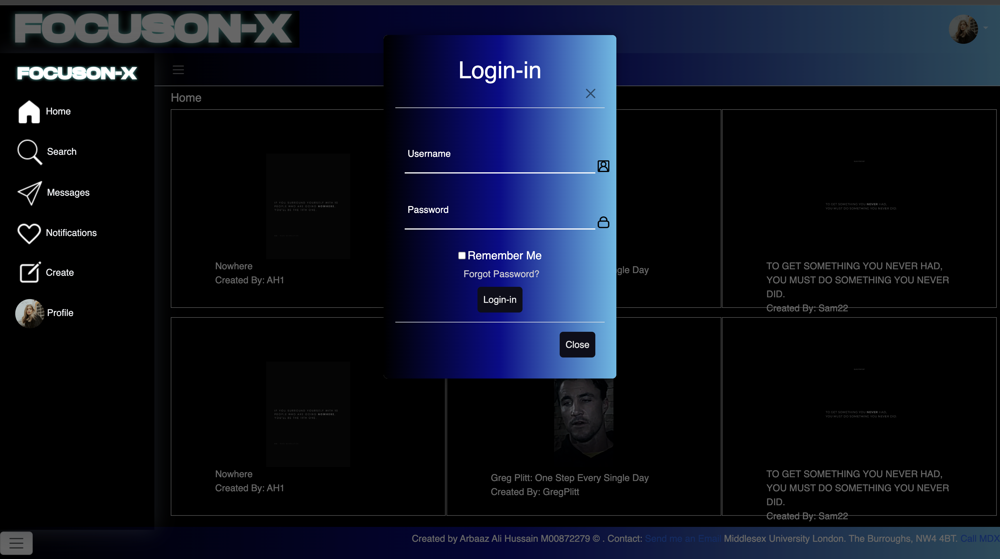 FOCUSON-X
FOCUSON-X
Home
Search
Messages
Notifications
Create
Profile
Home
Login-in
Username
Password
Remember Me
Forgot Password?
Login-in
Close
IF YOU SURROUND YOURSELF WITH 10
PEOPLE WHO ARE GOING NOWHERE,
YOU'LL BE THE 11TH ONE.
Nowhere
Created By: AH1
gle Day
TO GET SOMETHING YOU NEVER HAD,
YOU MUST DO SOMETHING YOU NEVER DID.
TO GET SOMETHING YOU NEVER HAD,
YOU MUST DO SOMETHING YOU NEVER
DID.
Created By: Sam22
IF YOU SURROUND YOURSELF WITH 10
PEOPLE WHO ARE GOING NOWHERE,
YOU'LL BE THE 11TH ONE.
Nowhere
Created By: AH1
Greg Plitt: One Step Every Single Day
Created By: GregPlitt
TO GET SOMETHING YOU NEVER HAD,
YOU MUST DO SOMETHING YOU NEVER DID.
TO GET SOMETHING YOU NEVER HAD,
YOU MUST DO SOMETHING YOU NEVER
DID.
Created By: Sam22
Created by Arbaaz Ali Hussain M00872279 © . Contact: Send me an Email Middlesex University London. The Burroughs, NW4 4BT. Call MDX